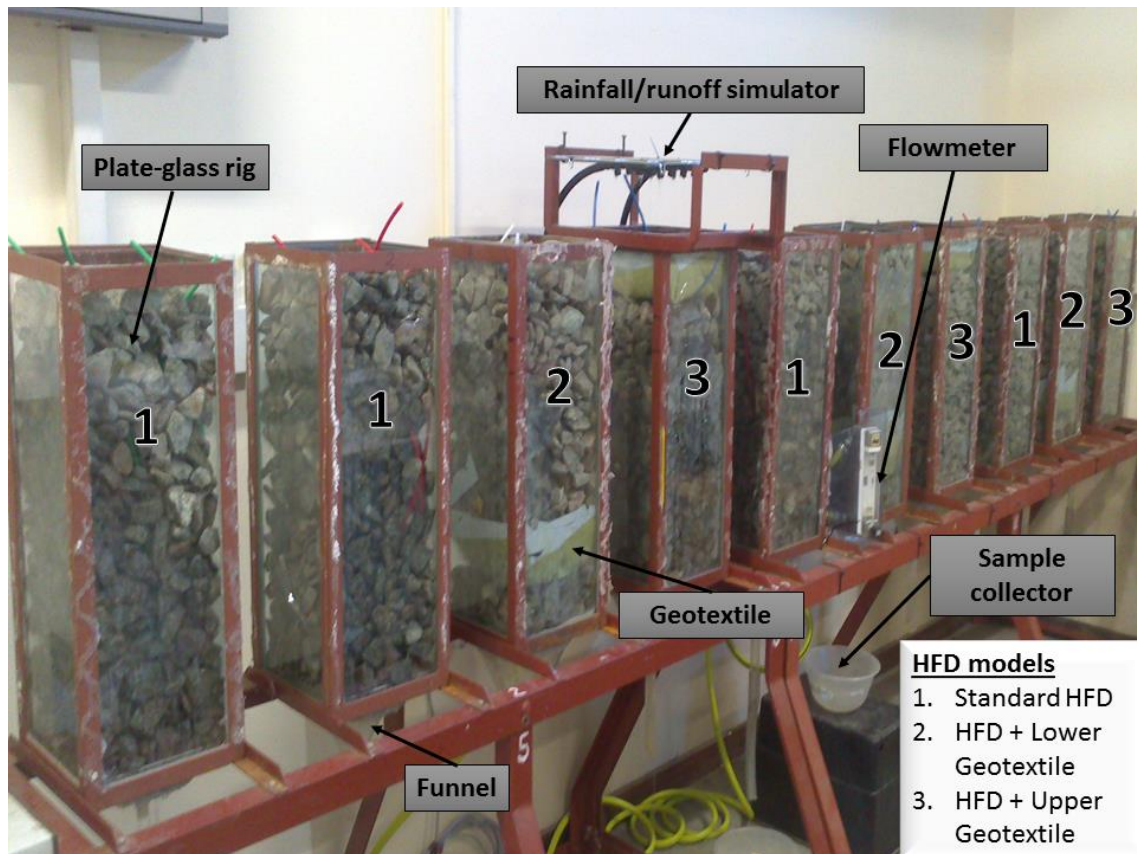 Rainfall/runoff simulator
Flowmeter
Plate-glass rig
1
1
2
3
1
2
3
1
2
3
Geotextile
Sample
collector
Funnel
2
5
HFD models
1. Standard HFD
2. HFD + Lower
Geotextile
3. HFD + Upper
Geotextile